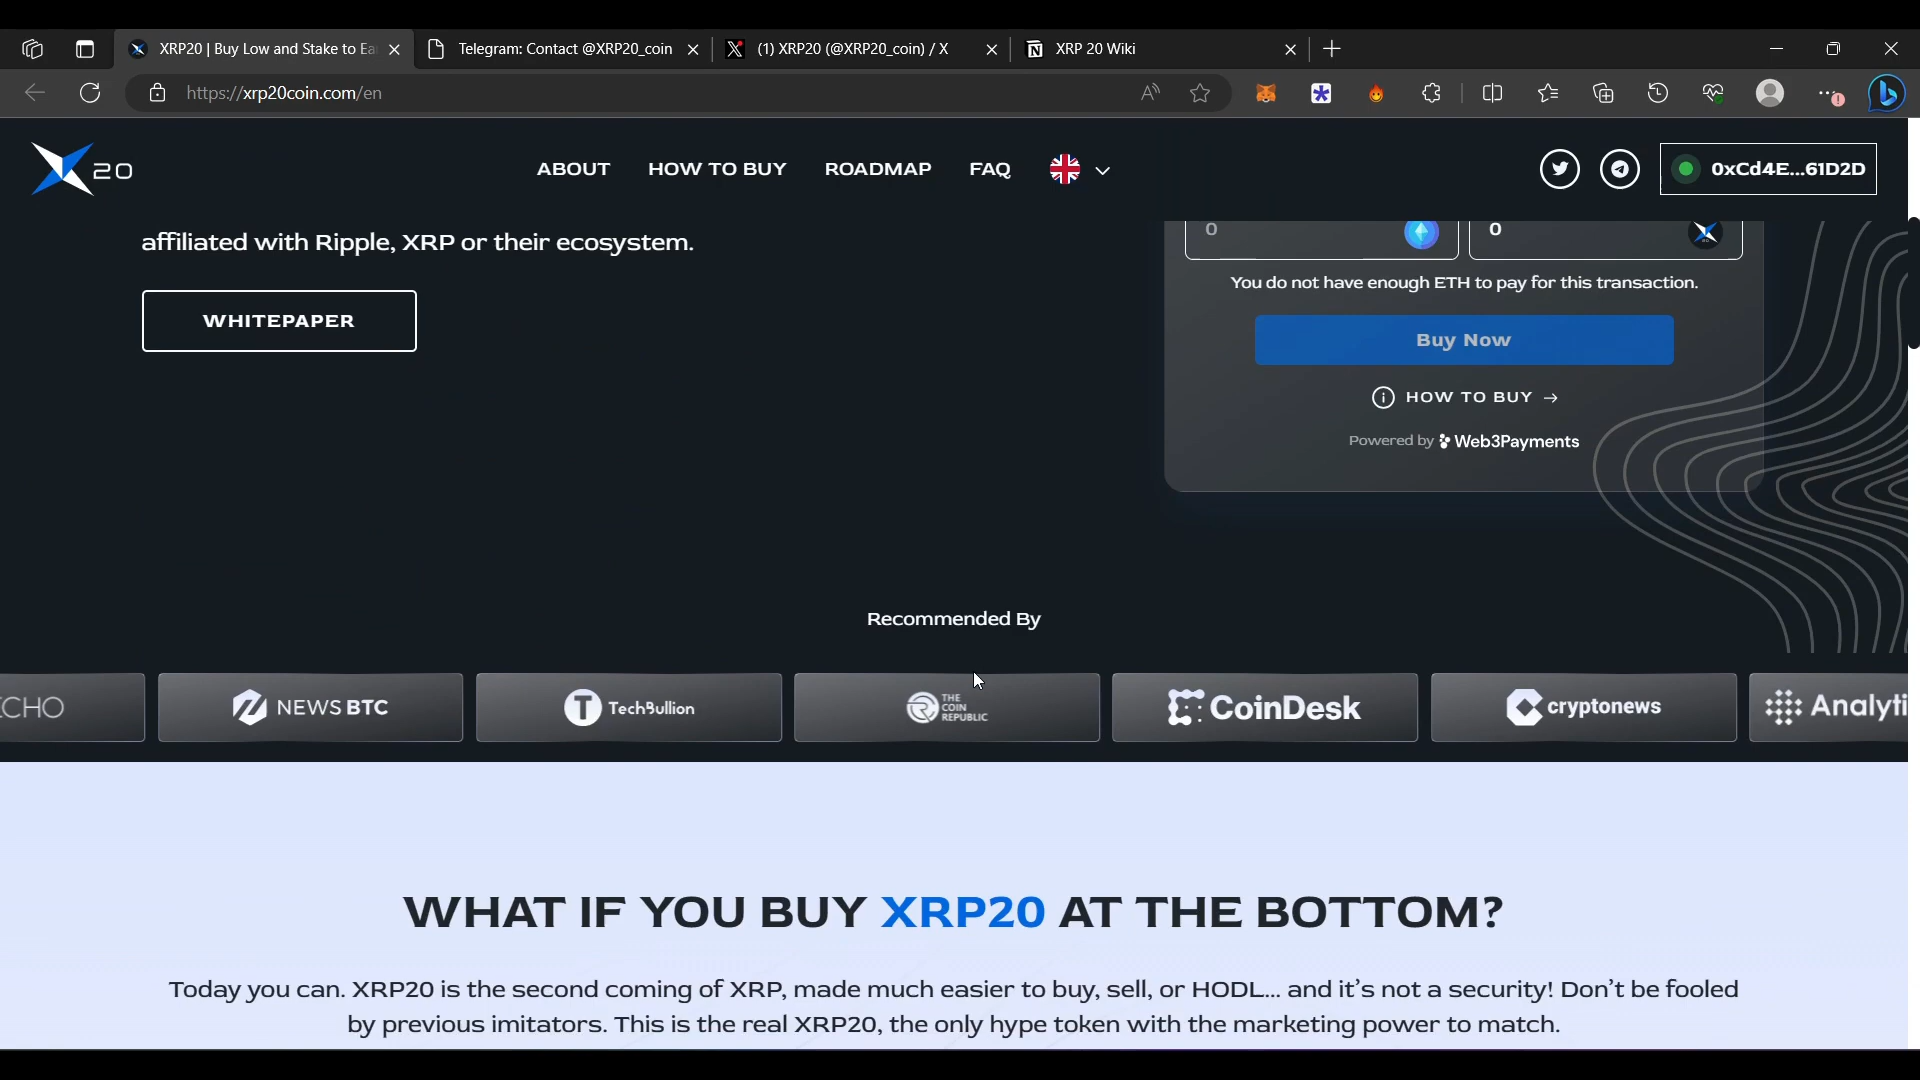 XRP20 | Buy Low and Stake to Ea
Telegram: Contact @XRP20_coin
(1) XRP20 (@XRP20_coin) / X
XRP 20 Wiki
https://xrp20coin.com/en
20
ABOUT
HOW TO BUY
ROADMAP
FAQ
0xCd4E...61D2D
affiliated with Ripple, XRP or their ecosystem.
WHITEPAPER
0
0
You do not have enough ETH to pay for this transaction.
Buy Now
HOW TO BUY →
Powered by Web3Payments
Recommended By
ECHO
NEWS BTC
TechBullion
THE COIN REPUBLIC
CoinDesk
cryptonews
Analyti
WHAT IF YOU BUY XRP20 AT THE BOTTOM?
Today you can. XRP20 is the second coming of XRP, made much easier to buy, sell, or HODL... and it's not a security! Don't be fooled
by previous imitators. This is the real XRP20, the only hype token with the marketing power to match.